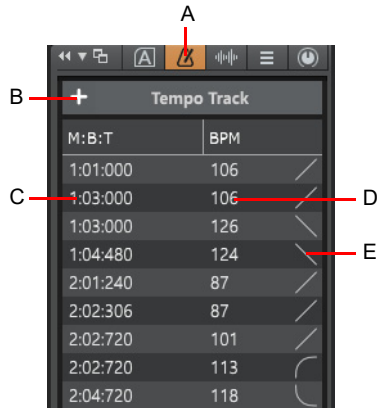 A
A
B
Tempo Track
M:B:T BPM
1:01:000 106
C 1:03:000 106 D
1:03:000 126
1:04:480 124 E
2:01:240 87
2:02:306 87
2:02:720 101
2:02:720 113
2:04:720 118